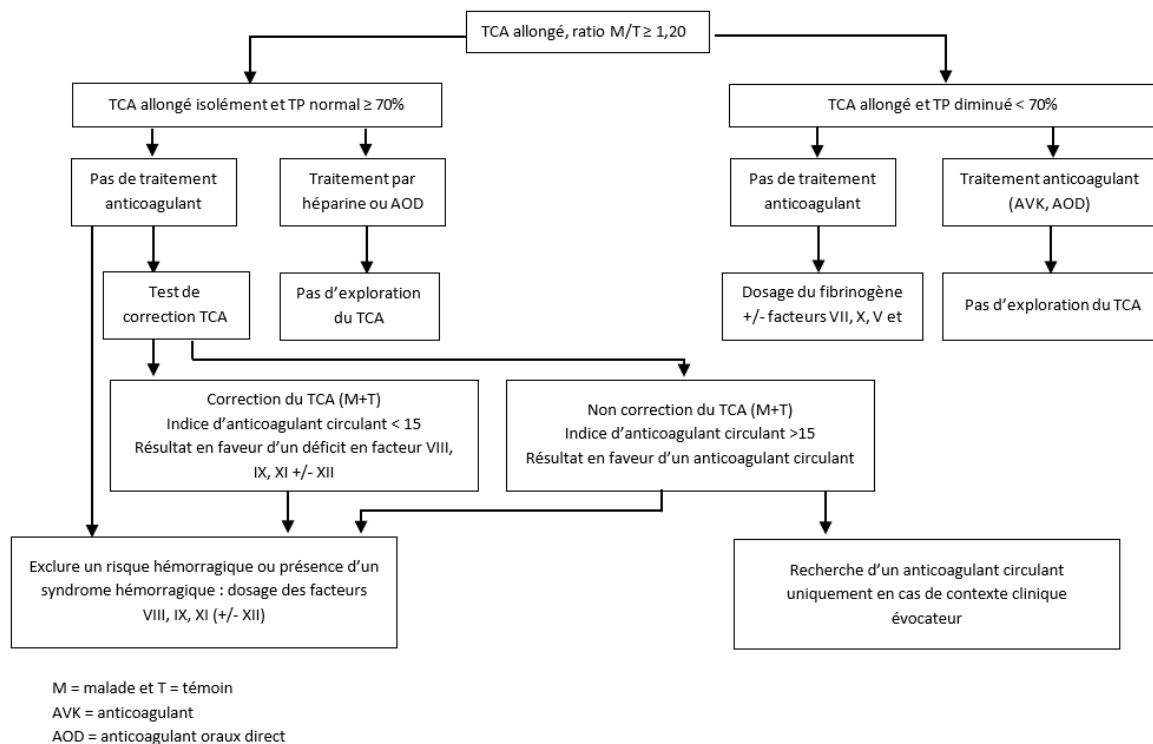 TCA allongé, ratio M/T ≥ 1,20
TCA allongé isolément et TP normal ≥ 70%
TCA allongé et TP diminué < 70%
Pas de traitement
anticoagulant
Traitement par
héparine ou AOD
Pas de traitement
anticoagulant
Traitement anticoagulant
(AVK, AOD)
Test de
correction TCA
Pas d’exploration
du TCA
Dosage du fibrinogène
+/- facteurs VII, X, V et
Pas d’exploration du TCA
Correction du TCA (M+T)
Indice d’anticoagulant circulant < 15
Résultat en faveur d’un déficit en facteur VIII,
IX, XI +/- XII
Non correction du TCA (M+T)
Indice d’anticoagulant circulant >15
Résultat en faveur d’un anticoagulant circulant
Exclure un risque hémorragique ou présence d’un
syndrome hémorragique : dosage des facteurs
VIII, IX, XI (+/- XII)
Recherche d’un anticoagulant circulant
uniquement en cas de contexte clinique
évocateur
M = malade et T = témoin
AVK = anticoagulant
AOD = anticoagulant oraux direct